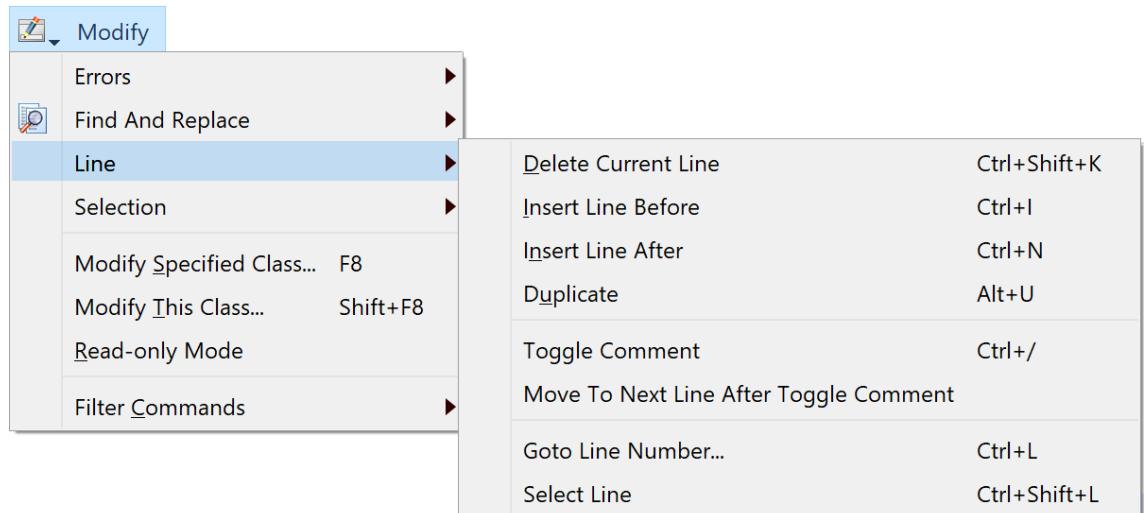 Modify
Errors
Find And Replace
Line
Selection
Modify Specified Class... F8
Modify This Class... Shift+F8
Read-only Mode
Filter Commands
Delete Current Line Ctrl+Shift+K
Insert Line Before Ctrl+I
Insert Line After Ctrl+N
Duplicate Alt+U
Toggle Comment Ctrl+/
Move To Next Line After Toggle Comment
Goto Line Number... Ctrl+L
Select Line Ctrl+Shift+L